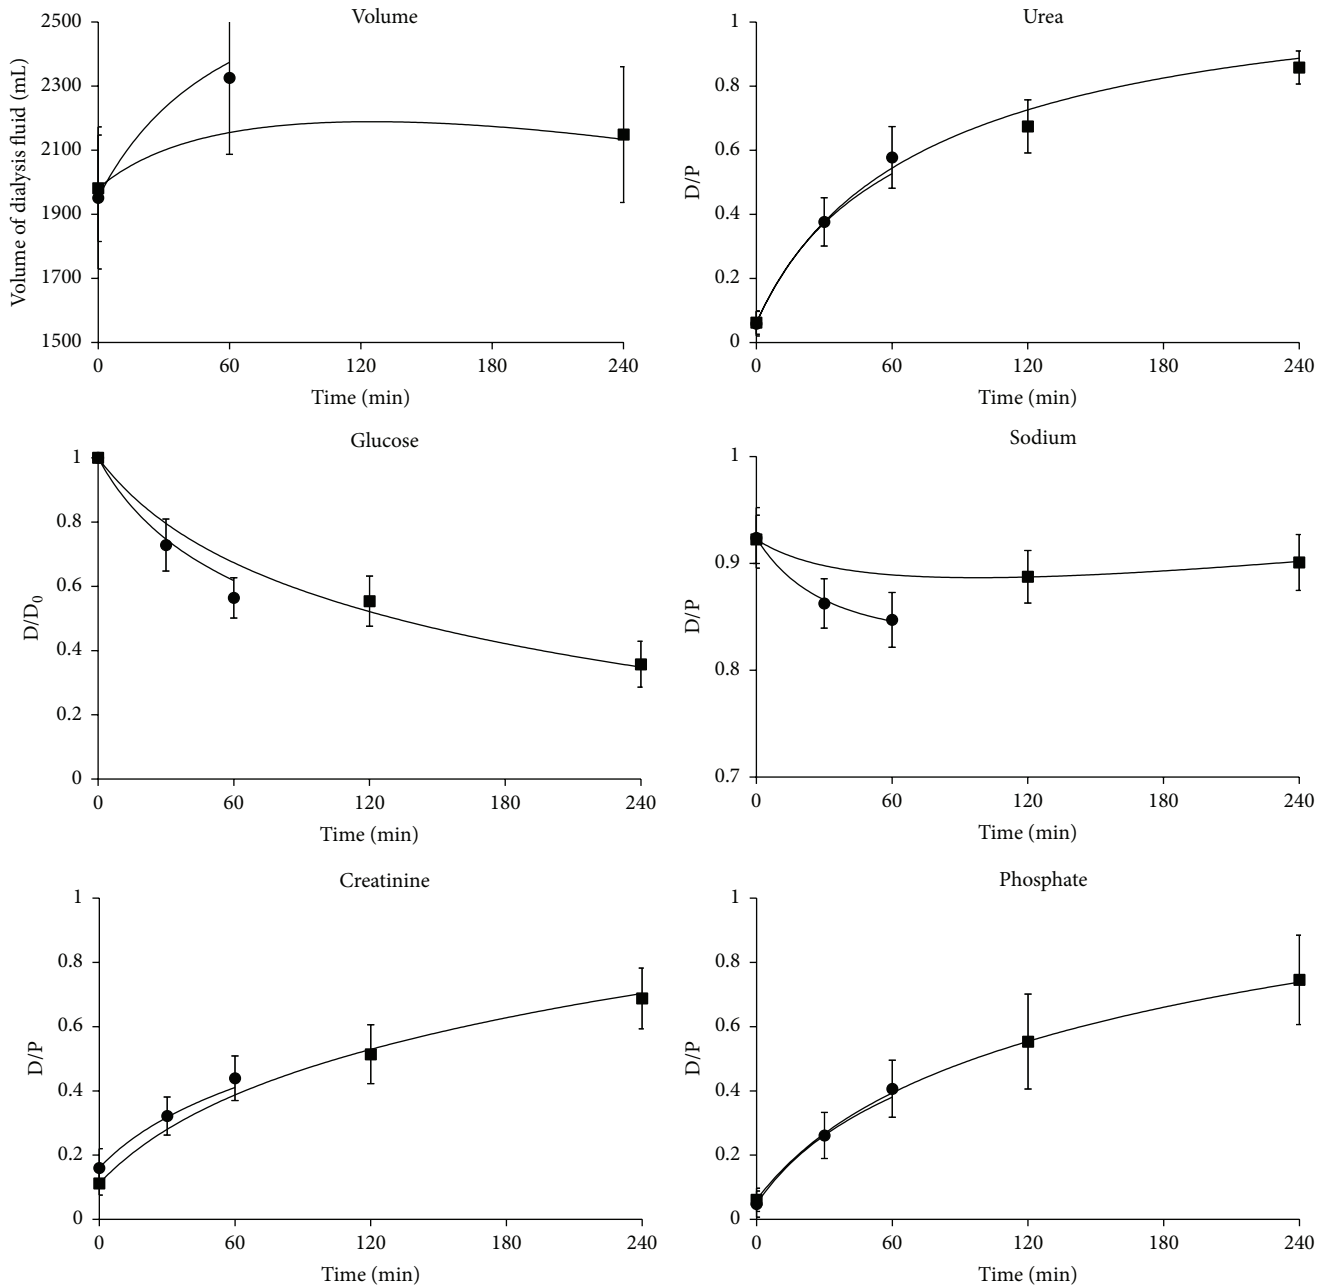 Volume
Volume of dialysis fluid (mL)
2500
2300
2100
1900
1700
1500
0 60 120 180 240
Time (min)
Urea
D/P
1
0.8
0.6
0.4
0.2
0
0 60 120 180 240
Time (min)
Glucose
D/D0
1
0.8
0.6
0.4
0.2
0
0 60 120 180 240
Time (min)
Sodium
D/P
1
0.9
0.8
0.7
0 60 120 180 240
Time (min)
Creatinine
D/P
1
0.8
0.6
0.4
0.2
0
0 60 120 180 240
Time (min)
Phosphate
D/P
1
0.8
0.6
0.4
0.2
0
0 60 120 180 240
Time (min)